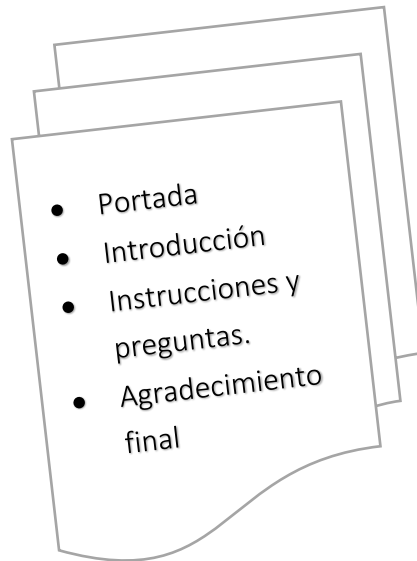 • Portada
• Introducción
• Instrucciones y
preguntas.
• Agradecimiento
final